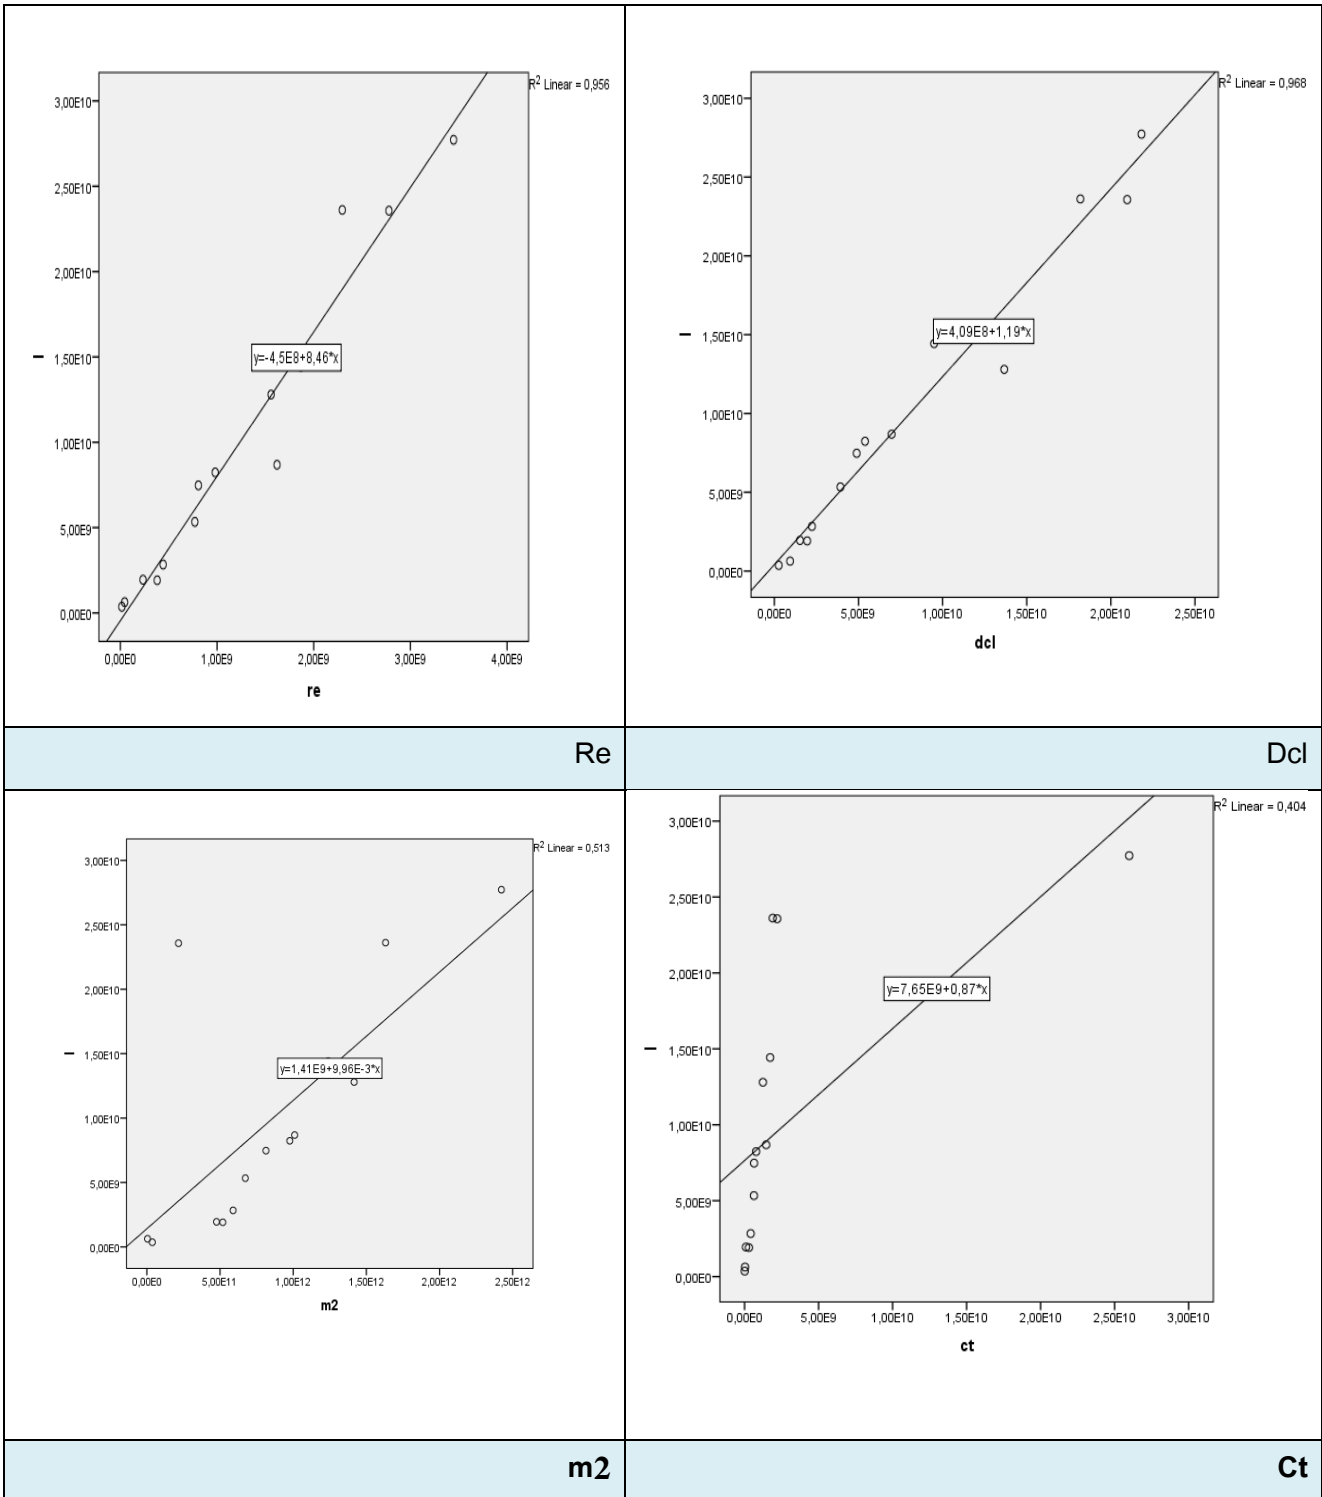 R² Linear = 0,956
3,00E10
2,50E10
2,00E10
I
1,50E10
1,00E10
5,00E9
0,00E0
y=-4,5E8+8,46*x
0,00E0 1,00E9 2,00E9 3,00E9 4,00E9
re
R² Linear = 0,968
3,00E10
2,50E10
2,00E10
I
1,50E10
1,00E10
5,00E9
0,00E0
y=4,09E8+1,19*x
0,00E0 5,00E9 1,00E10 1,50E10 2,00E10 2,50E10
dcl
Re
Dcl
R² Linear = 0,513
3,00E10
2,50E10
2,00E10
I
1,50E10
1,00E10
5,00E9
0,00E0
y=1,41E9+9,96E-3*x
0,00E0 5,00E11 1,00E12 1,50E12 2,00E12 2,50E12
m2
R² Linear = 0,404
3,00E10
2,50E10
2,00E10
I
1,50E10
1,00E10
5,00E9
0,00E0
y=7,65E9+0,87*x
0,00E0 5,00E9 1,00E10 1,50E10 2,00E10 2,50E10 3,00E10
ct
m2
Ct